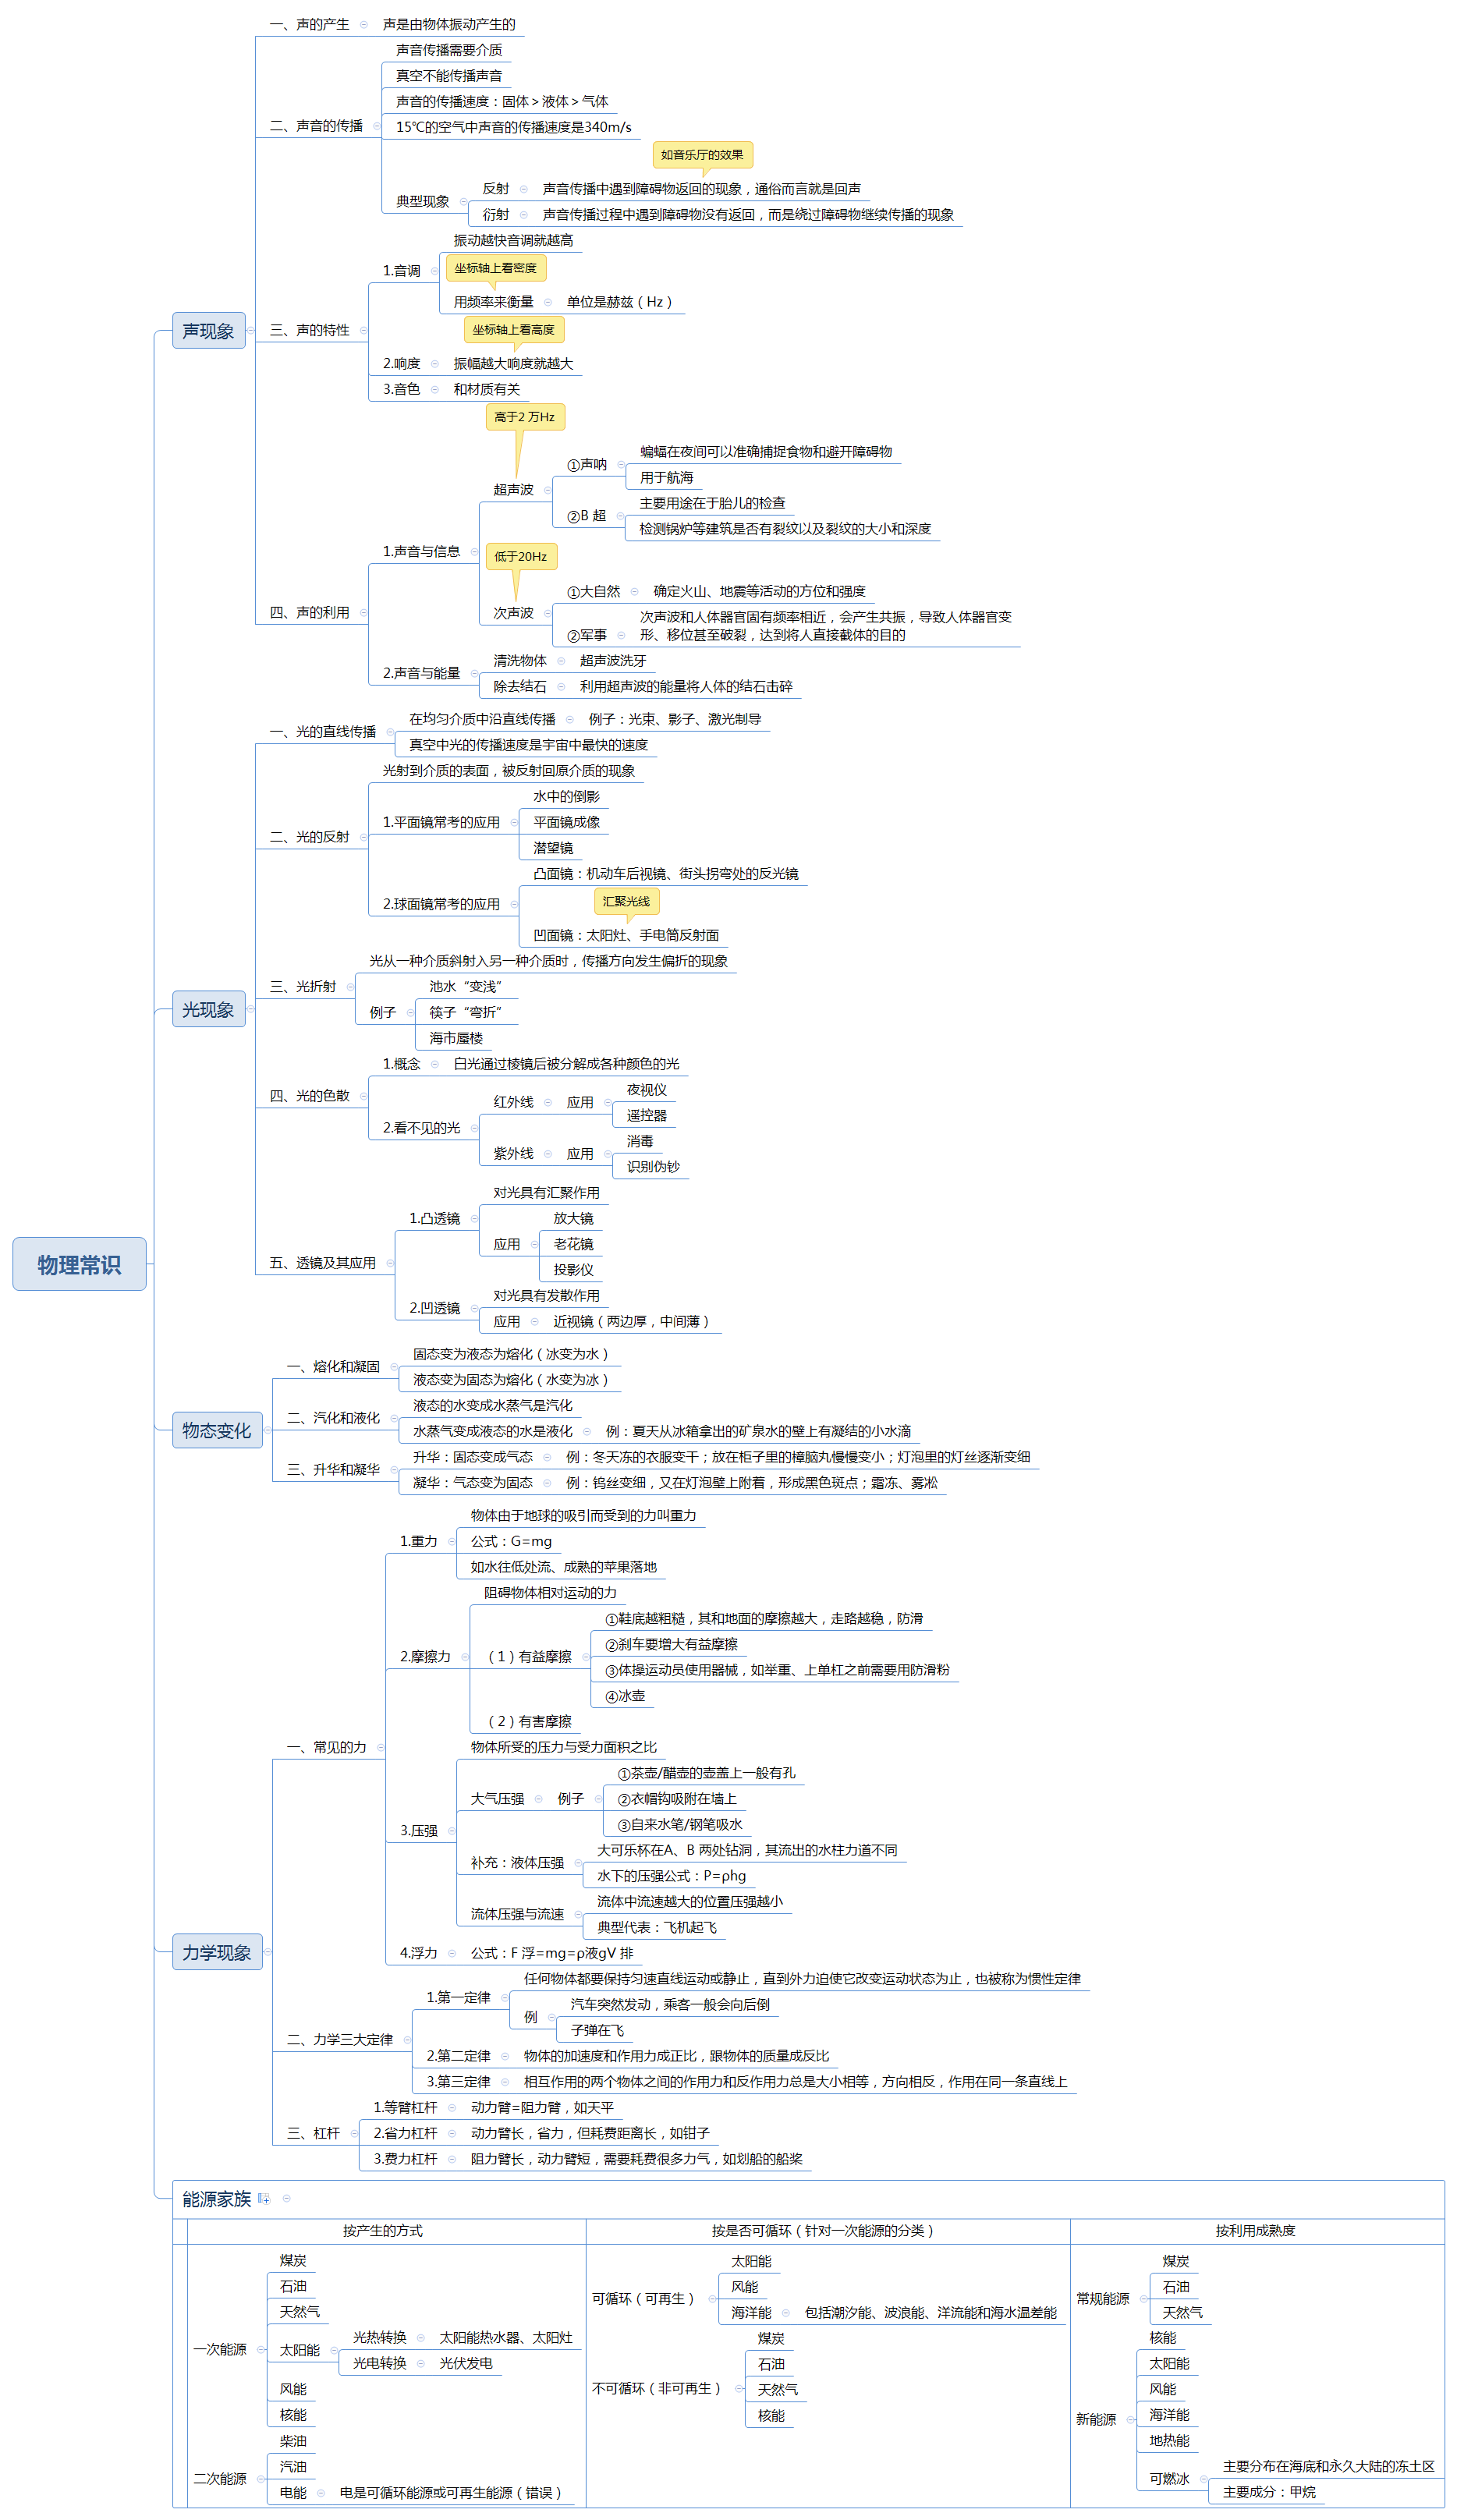 物理常识
声现象
一、声的产生
声是由物体振动产生的
二、声音的传播
声音传播需要介质
真空不能传播声音
声音的传播速度：固体＞液体＞气体
15℃的空气中声音的传播速度是340m/s
典型现象
如音乐厅的效果
反射
声音传播中遇到障碍物返回的现象，通俗而言就是回声
衍射
声音传播过程中遇到障碍物没有返回，而是绕过障碍物继续传播的现象
三、声的特性
1.音调
振动越快音调就越高
坐标轴上看密度
用频率来衡量
单位是赫兹（Hz）
坐标轴上看高度
2.响度
振幅越大响度就越大
3.音色
和材质有关
四、声的利用
1.声音与信息
高于2 万Hz
超声波
①声呐
蝙蝠在夜间可以准确捕捉食物和避开障碍物
用于航海
②B 超
主要用途在于胎儿的检查
检测锅炉等建筑是否有裂纹以及裂纹的大小和深度
低于20Hz
次声波
①大自然
确定火山、地震等活动的方位和强度
②军事
次声波和人体器官固有频率相近，会产生共振，导致人体器官变
形、移位甚至破裂，达到将人直接截体的目的
2.声音与能量
清洗物体
超声波洗牙
除去结石
利用超声波的能量将人体的结石击碎
光现象
一、光的直线传播
在均匀介质中沿直线传播
例子：光束、影子、激光制导
真空中光的传播速度是宇宙中最快的速度
二、光的反射
光射到介质的表面，被反射回原介质的现象
1.平面镜常考的应用
水中的倒影
平面镜成像
潜望镜
2.球面镜常考的应用
凸面镜：机动车后视镜、街头拐弯处的反光镜
汇聚光线
凹面镜：太阳灶、手电筒反射面
三、光折射
光从一种介质斜射入另一种介质时，传播方向发生偏折的现象
例子
池水“变浅”
筷子“弯折”
海市蜃楼
四、光的色散
1.概念
白光通过棱镜后被分解成各种颜色的光
2.看不见的光
红外线
应用
夜视仪
遥控器
紫外线
应用
消毒
识别伪钞
五、透镜及其应用
1.凸透镜
对光具有汇聚作用
应用
放大镜
老花镜
投影仪
2.凹透镜
对光具有发散作用
应用
近视镜（两边厚，中间薄）
物态变化
一、熔化和凝固
固态变为液态为熔化（冰变为水）
液态变为固态为熔化（水变为冰）
二、汽化和液化
液态的水变成水蒸气是汽化
水蒸气变成液态的水是液化
例：夏天从冰箱拿出的矿泉水的壁上有凝结的小水滴
三、升华和凝华
升华：固态变成气态
例：冬天冻的衣服变干；放在柜子里的樟脑丸慢慢变小；灯泡里的灯丝逐渐变细
凝华：气态变为固态
例：钨丝变细，又在灯泡壁上附着，形成黑色斑点；霜冻、雾凇
力学现象
一、常见的力
1.重力
物体由于地球的吸引而受到的力叫重力
公式：G=mg
如水往低处流、成熟的苹果落地
2.摩擦力
阻碍物体相对运动的力
（1）有益摩擦
①鞋底越粗糙，其和地面的摩擦越大，走路越稳，防滑
②刹车要增大有益摩擦
③体操运动员使用器械，如举重、上单杠之前需要用防滑粉
④冰壶
（2）有害摩擦
3.压强
物体所受的压力与受力面积之比
大气压强
例子
①茶壶/醋壶的壶盖上一般有孔
②衣帽钩吸附在墙上
③自来水笔/钢笔吸水
补充：液体压强
大可乐杯在A、B 两处钻洞，其流出的水柱力道不同
水下的压强公式：P=ρhg
流体压强与流速
流体中流速越大的位置压强越小
典型代表：飞机起飞
4.浮力
公式：F 浮=mg=ρ液gV 排
二、力学三大定律
1.第一定律
任何物体都要保持匀速直线运动或静止，直到外力迫使它改变运动状态为止，也被称为惯性定律
例
汽车突然发动，乘客一般会向后倒
子弹在飞
2.第二定律
物体的加速度和作用力成正比，跟物体的质量成反比
3.第三定律
相互作用的两个物体之间的作用力和反作用力总是大小相等，方向相反，作用在同一条直线上
三、杠杆
1.等臂杠杆
动力臂=阻力臂，如天平
2.省力杠杆
动力臂长，省力，但耗费距离长，如钳子
3.费力杠杆
阻力臂长，动力臂短，需要耗费很多力气，如划船的船桨
能源家族
按产生的方式
按是否可循环（针对一次能源的分类）
按利用成熟度
一次能源
煤炭
石油
天然气
太阳能
光热转换
太阳能热水器、太阳灶
光电转换
光伏发电
风能
核能
二次能源
柴油
汽油
电能
电是可循环能源或可再生能源（错误）
可循环（可再生）
太阳能
风能
海洋能
包括潮汐能、波浪能、洋流能和海水温差能
不可循环（非可再生）
煤炭
石油
天然气
核能
常规能源
煤炭
石油
天然气
新能源
核能
太阳能
风能
海洋能
地热能
可燃冰
主要分布在海底和永久大陆的冻土区
主要成分：甲烷